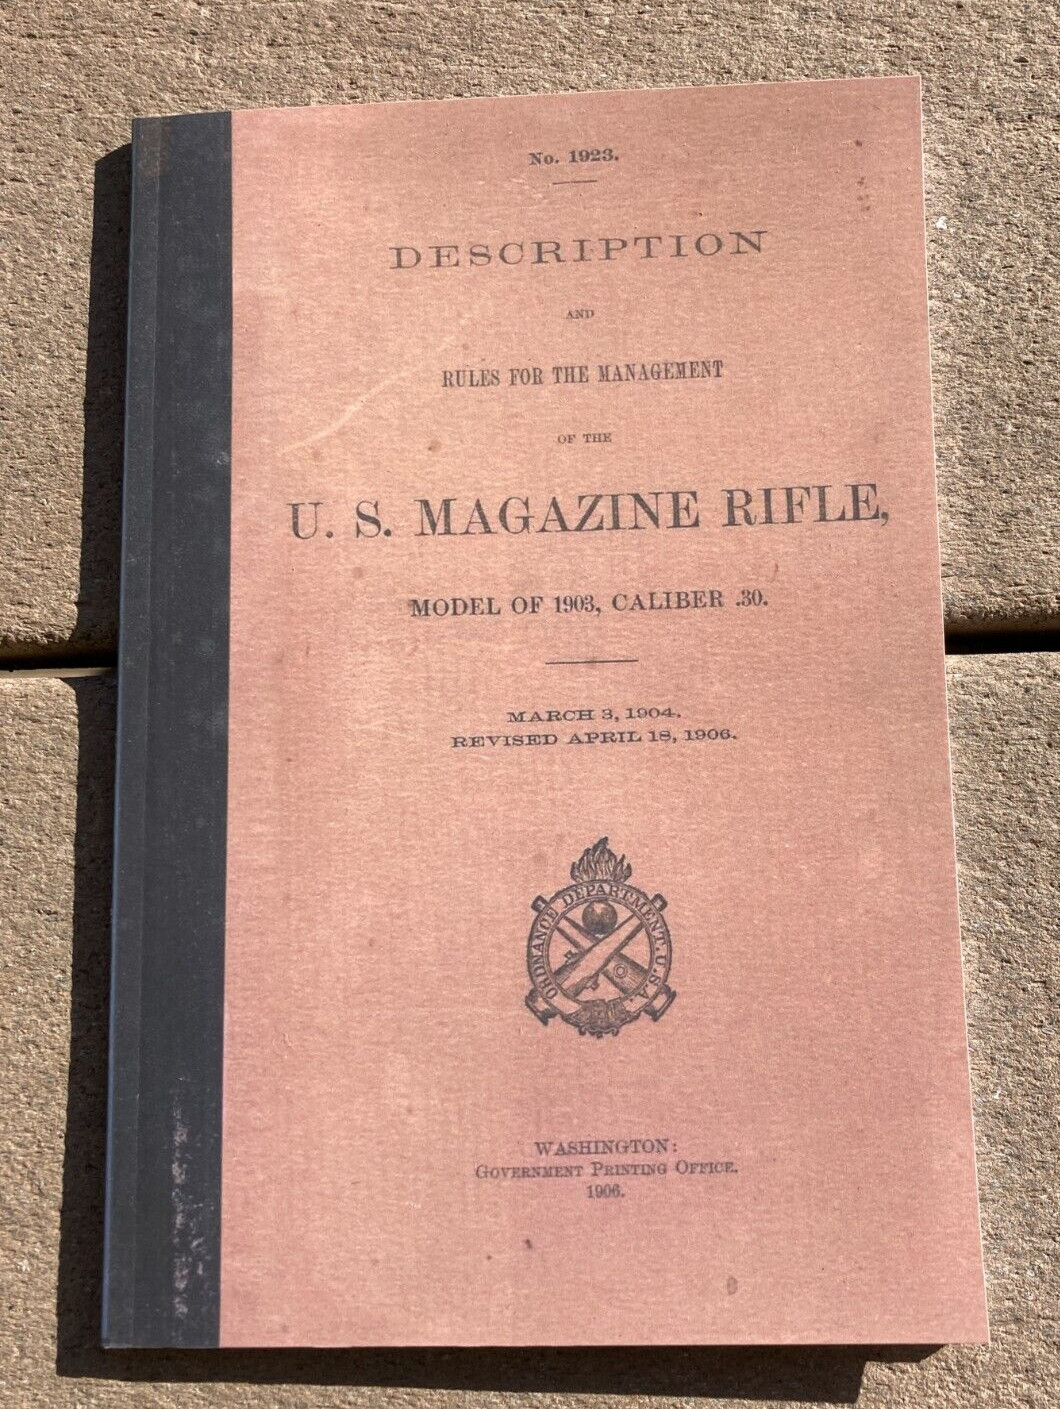 No. 1923.
DESCRIPTION
AND
RULES FOR THE MANAGEMENT
OF THE
U. S. MAGAZINE RIFLE,
MODEL OF 1903, CALIBER .30.
MARCH 3, 1904.
REVISED APRIL 18, 1906.
ORDNANCE DEPARTMENT. U.S.A.
WASHINGTON:
GOVERNMENT PRINTING OFFICE.
1906.